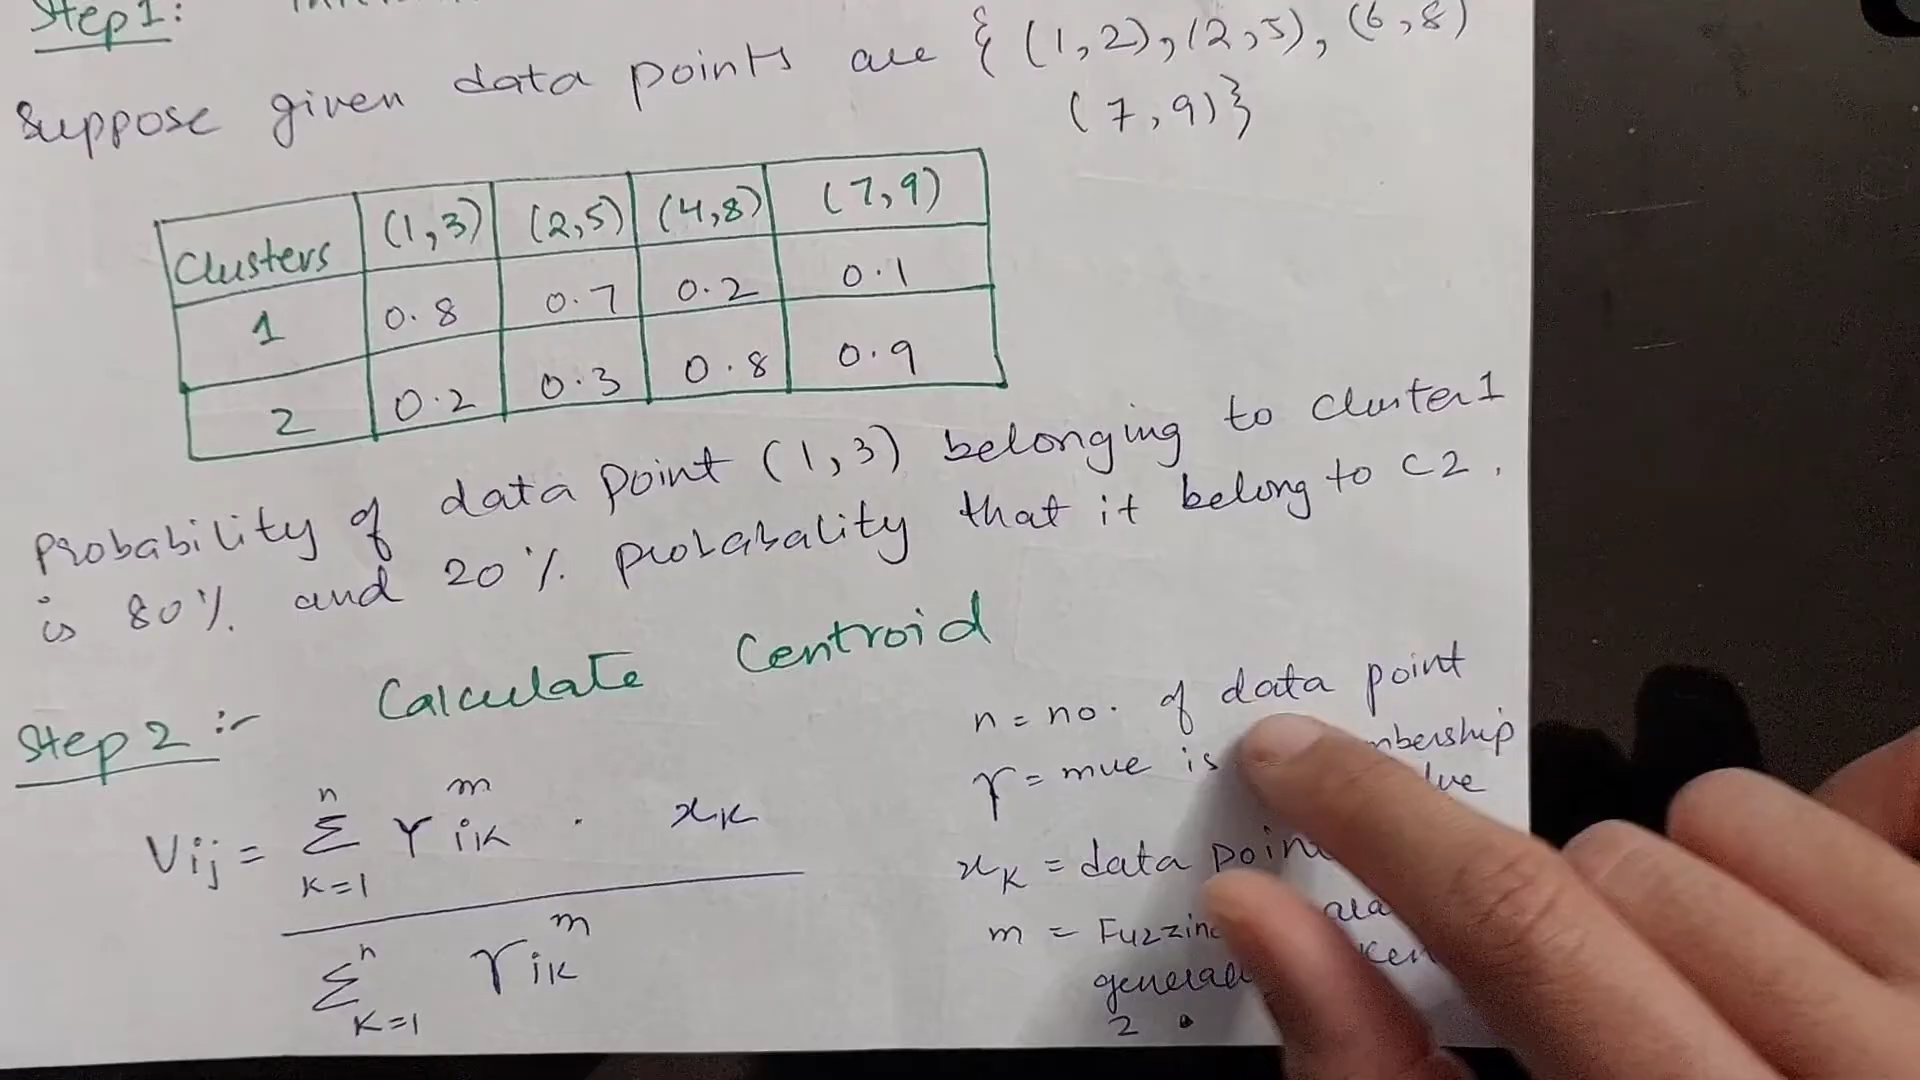 Step 1:
Suppose given data points are { (1,2), (2,5), (6,8)
(7,9)}
Clusters (1,3) (2,5) (4,8) (7,9)
1 0.8 0.7 0.2 0.1
2 0.2 0.3 0.8 0.9
Probability of data point (1,3) belonging to cluster 1
is 80% and 20% probabality that it belong to C2.
Step 2 :- Calculate Centroid
n = no. of data point
γ = mue is
xK = data
m =
2 .
Vij = Σ n K=1 γ iK m . xK
Σ n K=1 γ iK m